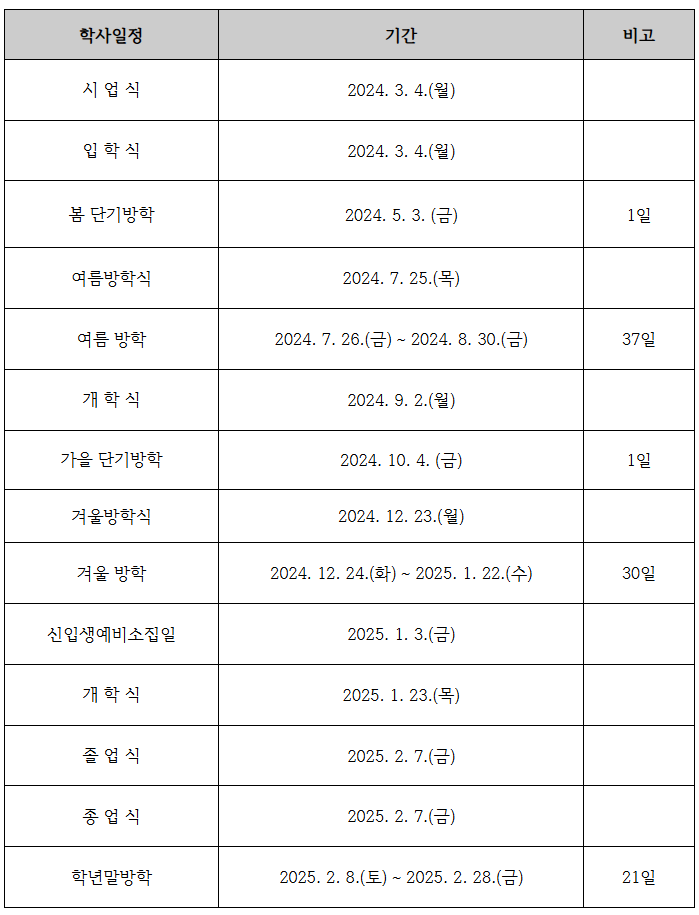 학사일정 기간 비고
시 업 식 2024. 3. 4.(월)
입 학 식 2024. 3. 4.(월)
봄 단기방학 2024. 5. 3. (금) 1일
여름방학식 2024. 7. 25.(목)
여름 방학 2024. 7. 26.(금) ~ 2024. 8. 30.(금) 37일
개 학 식 2024. 9. 2.(월)
가을 단기방학 2024. 10. 4. (금) 1일
겨울방학식 2024. 12. 23.(월)
겨울 방학 2024. 12. 24.(화) ~ 2025. 1. 22.(수) 30일
신입생예비소집일 2025. 1. 3.(금)
개 학 식 2025. 1. 23.(목)
졸 업 식 2025. 2. 7.(금)
종 업 식 2025. 2. 7.(금)
학년말방학 2025. 2. 8.(토) ~ 2025. 2. 28.(금) 21일